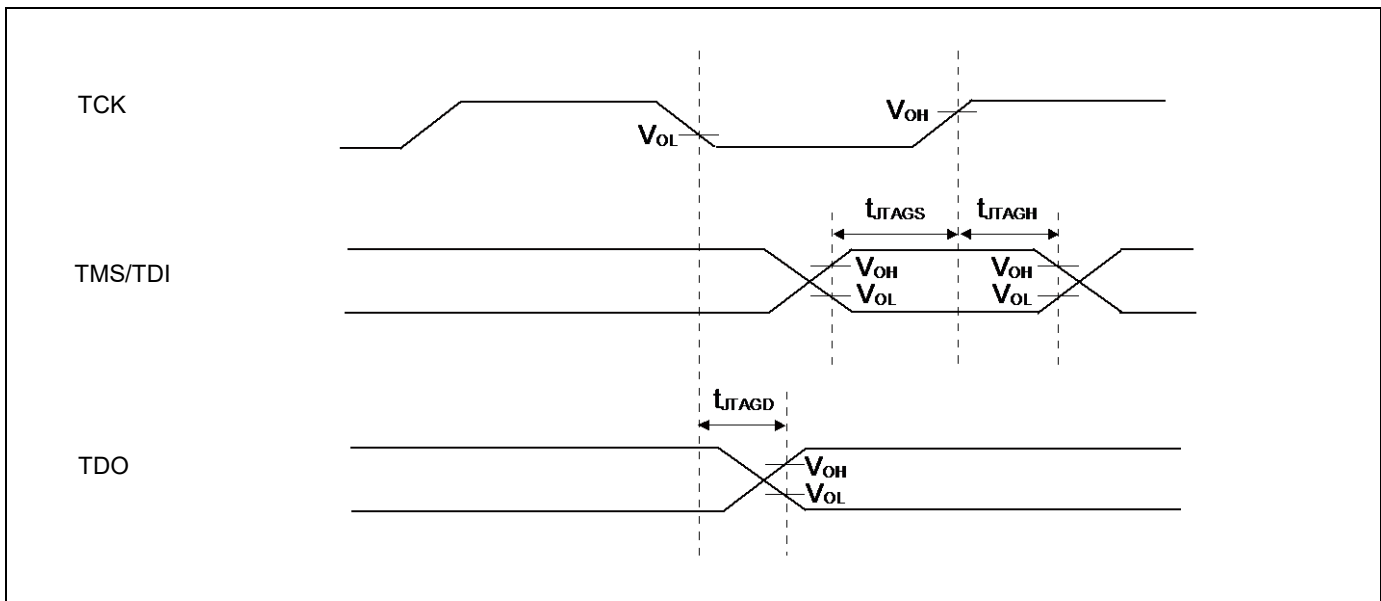 TCK
VOL
VOH
tJTAGS
tJTAGH
TMS/TDI
VOH
VOL
VOH
VOL
tJTAGD
TDO
VOH
VOL